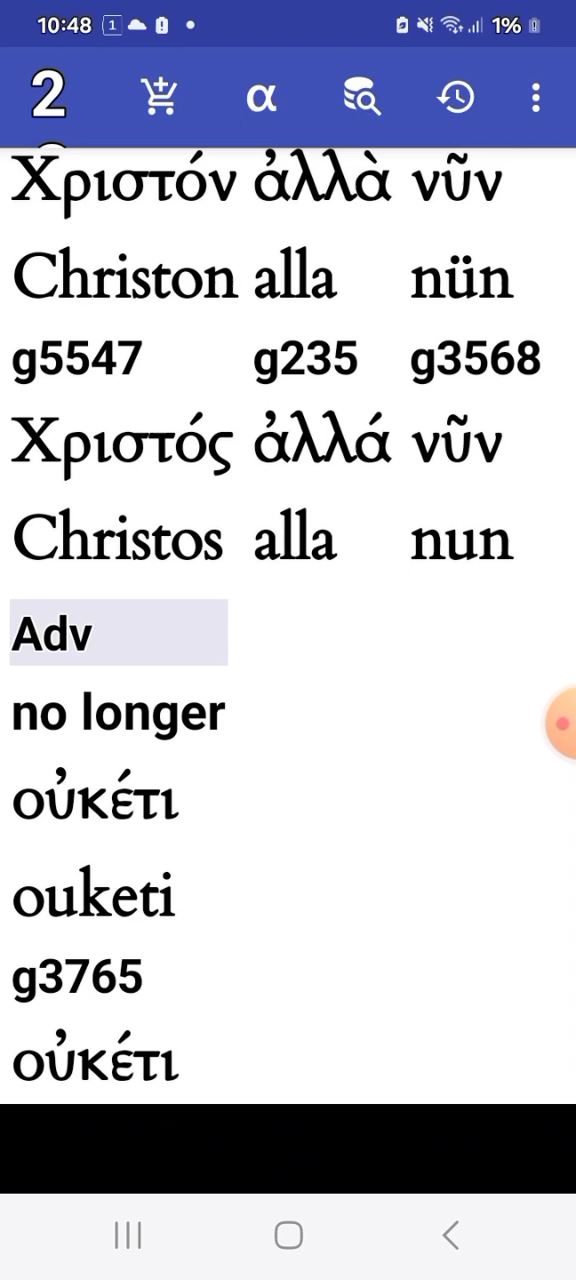 10:48 1 1%
2 α
Χριστόν ἀλλὰ νῦν
Christon alla nün
g5547 g235 g3568
Χριστός ἀλλά νῦν
Christos alla nun
Adv
no longer
οὐκέτι
ouketi
g3765
οὐκέτι